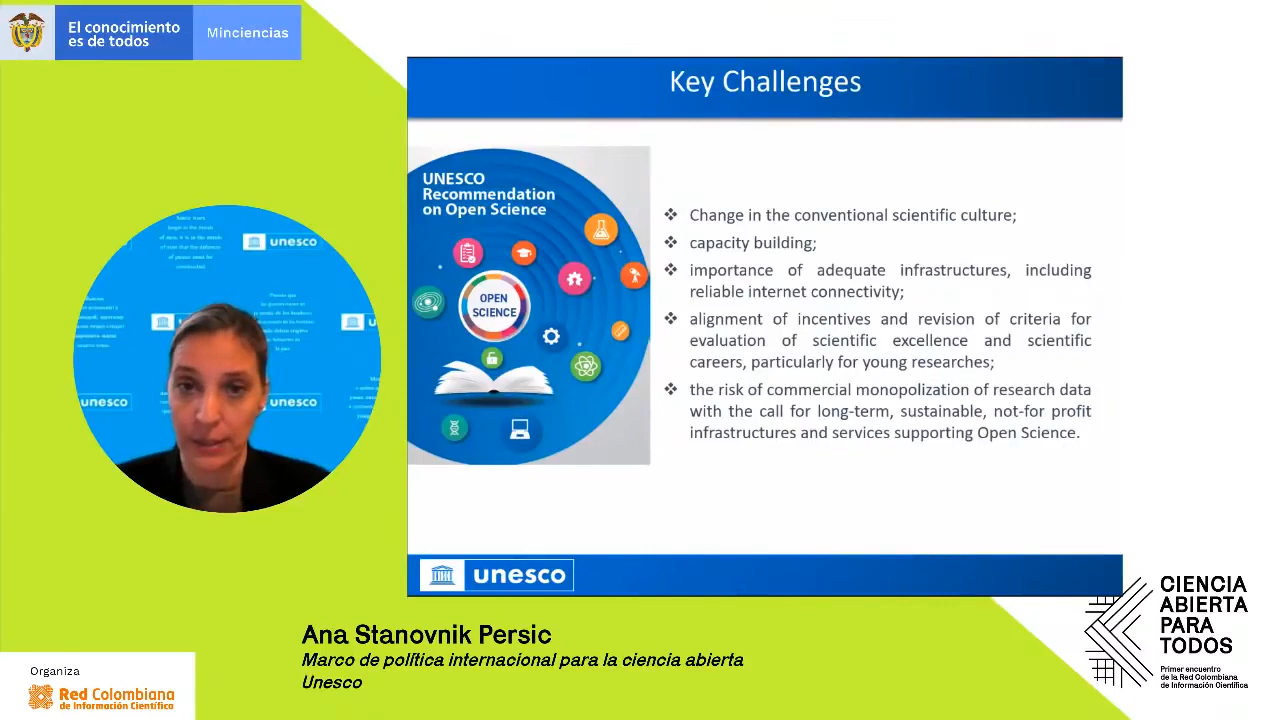 El conocimiento
es de todos
Minciencias
Key Challenges
UNESCO
Recommendation
on Open Science
OPEN
SCIENCE
❖ Change in the conventional scientific culture;
❖ capacity building;
❖ importance of adequate infrastructures, including
reliable internet connectivity;
❖ alignment of incentives and revision of criteria for
evaluation of scientific excellence and scientific
careers, particularly for young researches;
❖ the risk of commercial monopolization of research data
with the call for long-term, sustainable, not-for profit
infrastructures and services supporting Open Science.
unesco
unesco
unesco
unesco
Ana Stanovnik Persic
Marco de política internacional para la ciencia abierta
Unesco
Organiza
Red Colombiana
de Información Científica
CIENCIA
ABIERTA
PARA
TODOS
Primer encuentro
de la Red Colombiana
de Información Científica